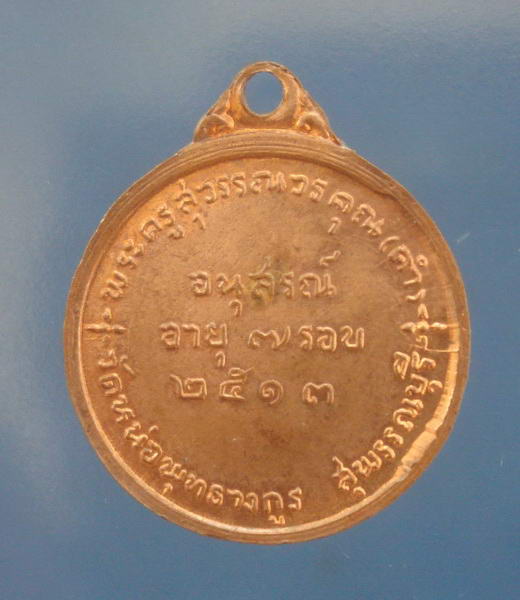 พระครูสุวรรณวรคุณ (คำ)
อนุสรณ์
อายุ ๗ รอบ
๒๕๑๓
วัดหน่อพุทธางกูร สุพรรณบุรี